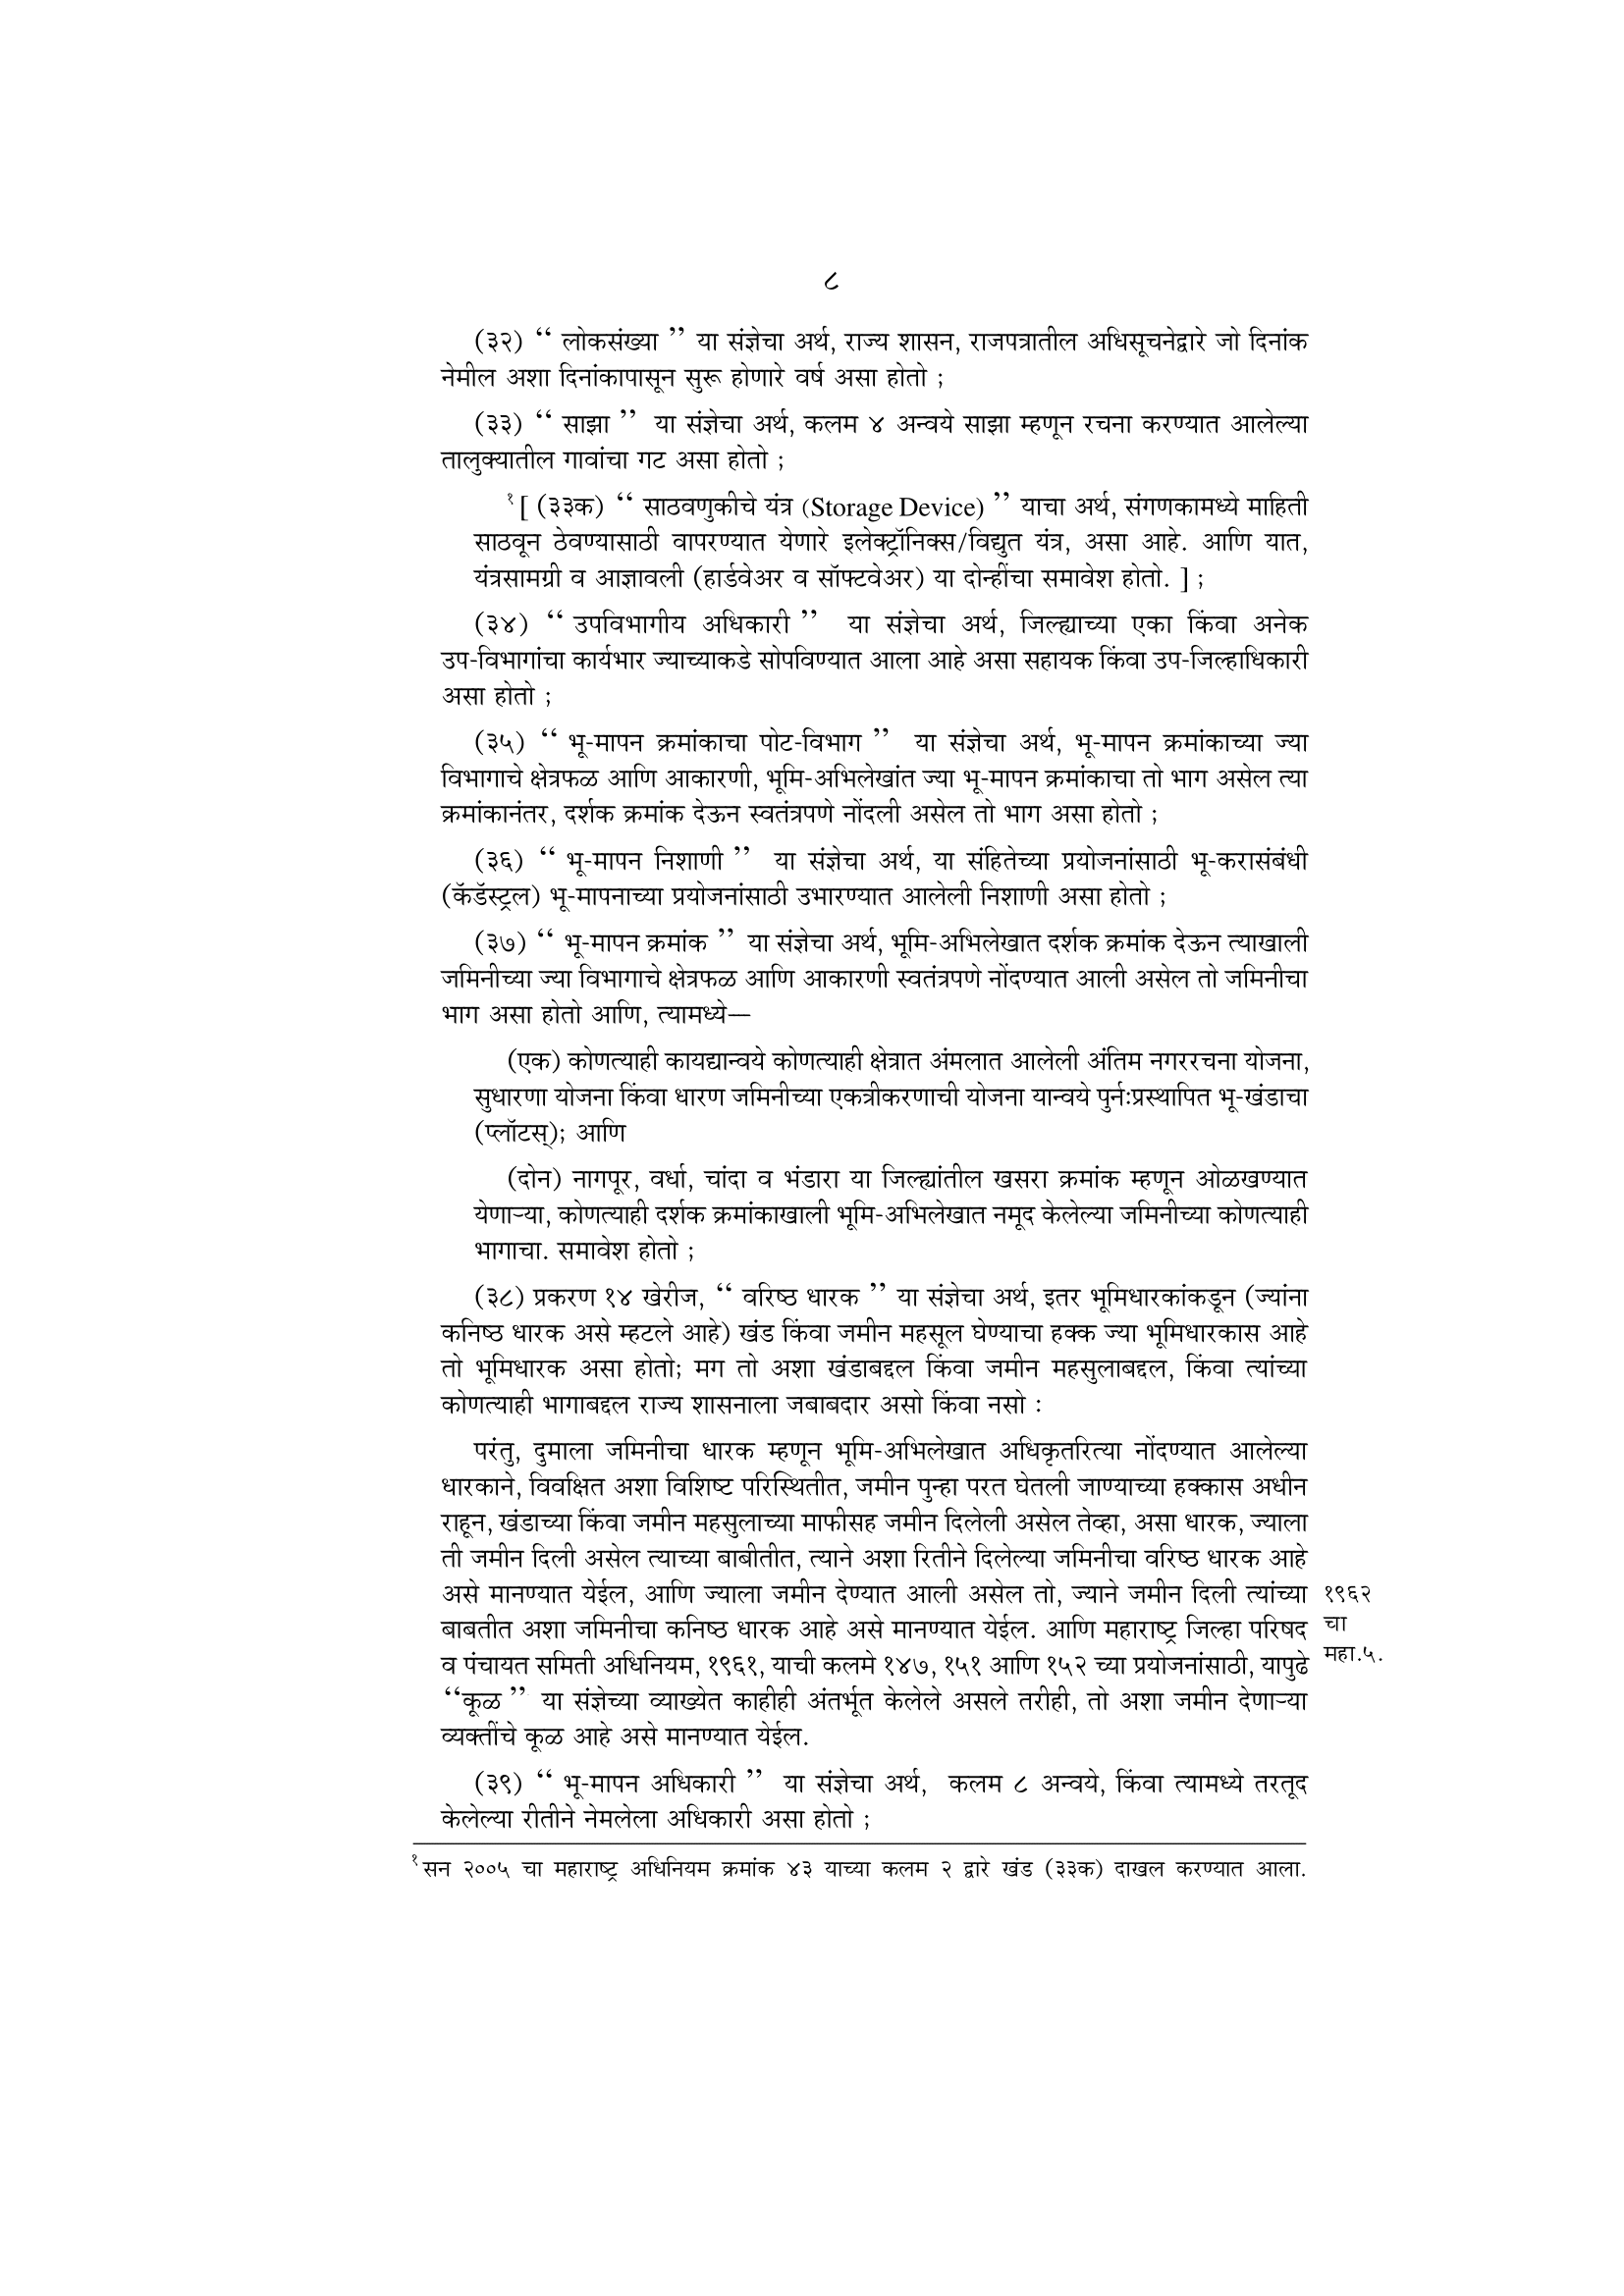 ८
(३२) “ लोकसंख्या ” या संज्ञेचा अर्थ, राज्य शासन, राजपत्रातील अधिसूचनेद्वारे जो दिनांक
नेमील अशा दिनांकापासून सुरू होणारे वर्ष असा होतो ;
(३३) “ साझा ” या संज्ञेचा अर्थ, कलम ४ अन्वये साझा म्हणून रचना करण्यात आलेल्या
तालुक्यातील गावांचा गट असा होतो ;
१[ (३३क) “ साठवणुकीचे यंत्र (Storage Device) ” याचा अर्थ, संगणकामध्ये माहिती
साठवून ठेवण्यासाठी वापरण्यात येणारे इलेक्ट्रॉनिक्स/विद्युत यंत्र, असा आहे. आणि यात,
यंत्रसामग्री व आज्ञावली (हार्डवेअर व सॉफ्टवेअर) या दोन्हींचा समावेश होतो. ] ;
(३४) “ उपविभागीय अधिकारी ” या संज्ञेचा अर्थ, जिल्ह्याच्या एका किंवा अनेक
उप-विभागांचा कार्यभार ज्याच्याकडे सोपविण्यात आला आहे असा सहायक किंवा उप-जिल्हाधिकारी
असा होतो ;
(३५) “ भू-मापन क्रमांकाचा पोट-विभाग ” या संज्ञेचा अर्थ, भू-मापन क्रमांकाच्या ज्या
विभागाचे क्षेत्रफळ आणि आकारणी, भूमि-अभिलेखांत ज्या भू-मापन क्रमांकाचा तो भाग असेल त्या
क्रमांकानंतर, दर्शक क्रमांक देऊन स्वतंत्रपणे नोंदली असेल तो भाग असा होतो ;
(३६) “ भू-मापन निशाणी ” या संज्ञेचा अर्थ, या संहितेच्या प्रयोजनांसाठी भू-करासंबंधी
(कॅडॅस्ट्रल) भू-मापनाच्या प्रयोजनांसाठी उभारण्यात आलेली निशाणी असा होतो ;
(३७) “ भू-मापन क्रमांक ” या संज्ञेचा अर्थ, भूमि-अभिलेखात दर्शक क्रमांक देऊन त्याखाली
जमिनीच्या ज्या विभागाचे क्षेत्रफळ आणि आकारणी स्वतंत्रपणे नोंदण्यात आली असेल तो जमिनीचा
भाग असा होतो आणि, त्यामध्ये—
(एक) कोणत्याही कायद्यान्वये कोणत्याही क्षेत्रात अंमलात आलेली अंतिम नगररचना योजना,
सुधारणा योजना किंवा धारण जमिनीच्या एकत्रीकरणाची योजना यान्वये पुर्नःप्रस्थापित भू-खंडाचा
(प्लॉटस्); आणि
(दोन) नागपूर, वर्धा, चांदा व भंडारा या जिल्ह्यांतील खसरा क्रमांक म्हणून ओळखण्यात
येणाऱ्या, कोणत्याही दर्शक क्रमांकाखाली भूमि-अभिलेखात नमूद केलेल्या जमिनीच्या कोणत्याही
भागाचा. समावेश होतो ;
(३८) प्रकरण १४ खेरीज, “ वरिष्ठ धारक ” या संज्ञेचा अर्थ, इतर भूमिधारकांकडून (ज्यांना
कनिष्ठ धारक असे म्हटले आहे) खंड किंवा जमीन महसूल घेण्याचा हक्क ज्या भूमिधारकास आहे
तो भूमिधारक असा होतो; मग तो अशा खंडाबद्दल किंवा जमीन महसुलाबद्दल, किंवा त्यांच्या
कोणत्याही भागाबद्दल राज्य शासनाला जबाबदार असो किंवा नसो :
परंतु, दुमाला जमिनीचा धारक म्हणून भूमि-अभिलेखात अधिकृतरित्या नोंदण्यात आलेल्या
धारकाने, विवक्षित अशा विशिष्ट परिस्थितीत, जमीन पुन्हा परत घेतली जाण्याच्या हक्कास अधीन
राहून, खंडाच्या किंवा जमीन महसुलाच्या माफीसह जमीन दिलेली असेल तेव्हा, असा धारक, ज्याला
ती जमीन दिली असेल त्याच्या बाबीतीत, त्याने अशा रितीने दिलेल्या जमिनीचा वरिष्ठ धारक आहे
असे मानण्यात येईल, आणि ज्याला जमीन देण्यात आली असेल तो, ज्याने जमीन दिली त्यांच्या
बाबतीत अशा जमिनीचा कनिष्ठ धारक आहे असे मानण्यात येईल. आणि महाराष्ट्र जिल्हा परिषद
व पंचायत समिती अधिनियम, १९६१, याची कलमे १४७, १५१ आणि १५२ च्या प्रयोजनांसाठी, यापुढे
“कूळ ” या संज्ञेच्या व्याख्येत काहीही अंतर्भूत केलेले असले तरीही, तो अशा जमीन देणाऱ्या
व्यक्तींचे कूळ आहे असे मानण्यात येईल.
१९६२
चा
महा.५.
(३९) “ भू-मापन अधिकारी ” या संज्ञेचा अर्थ, कलम ८ अन्वये, किंवा त्यामध्ये तरतूद
केलेल्या रीतीने नेमलेला अधिकारी असा होतो ;
१सन २००५ चा महाराष्ट्र अधिनियम क्रमांक ४३ याच्या कलम २ द्वारे खंड (३३क) दाखल करण्यात आला.